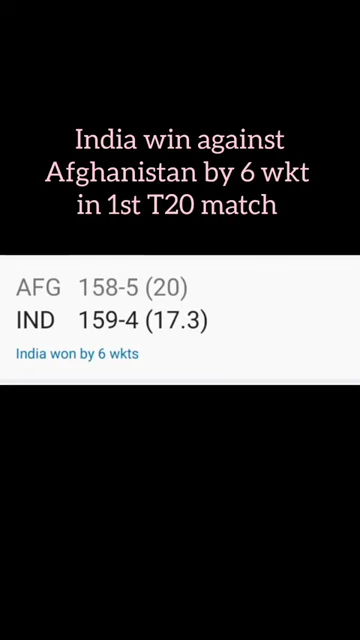 India win against
Afghanistan by 6 wkt
in 1st T20 match
AFG 158-5 (20)
IND 159-4 (17.3)
India won by 6 wkts